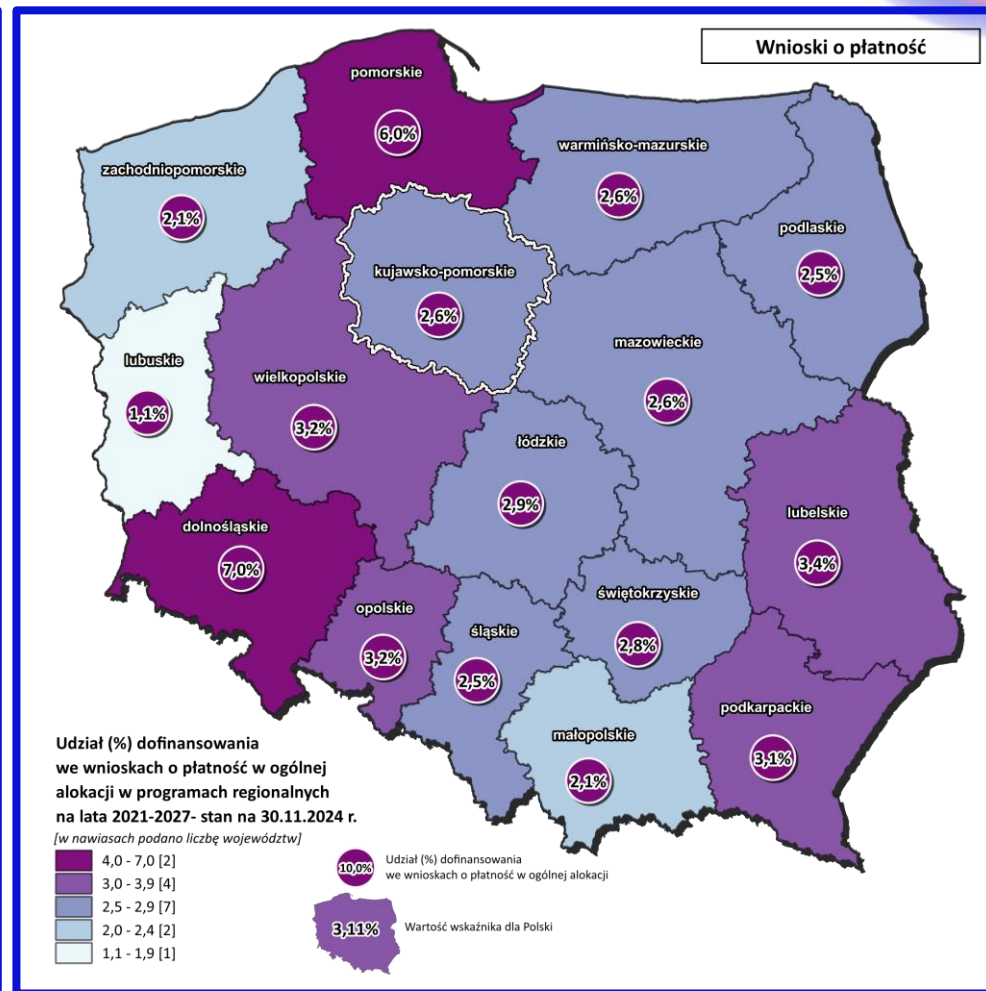 Wnioski o płatność
pomorskie
6,0%
warmińsko-mazurskie
2,6%
zachodniopomorskie
2,1%
podlaskie
2,5%
kujawsko-pomorskie
2,6%
mazowieckie
2,6%
lubuskie
1,1%
wielkopolskie
3,2%
łódzkie
2,9%
lubelskie
3,4%
dolnośląskie
7,0%
świętokrzyskie
2,8%
opolskie
3,2%
śląskie
2,5%
podkarpackie
3,1%
małopolskie
2,1%
Udział (%) dofinansowania
we wnioskach o płatność w ogólnej
alokacji w programach regionalnych
na lata 2021-2027- stan na 30.11.2024 r.
[w nawiasach podano liczbę województw]
4,0 - 7,0 [2]
3,0 - 3,9 [4]
2,5 - 2,9 [7]
2,0 - 2,4 [2]
1,1 - 1,9 [1]
10,0%
Udział (%) dofinansowania
we wnioskach o płatność w ogólnej alokacji
3,11%
Wartość wskaźnika dla Polski